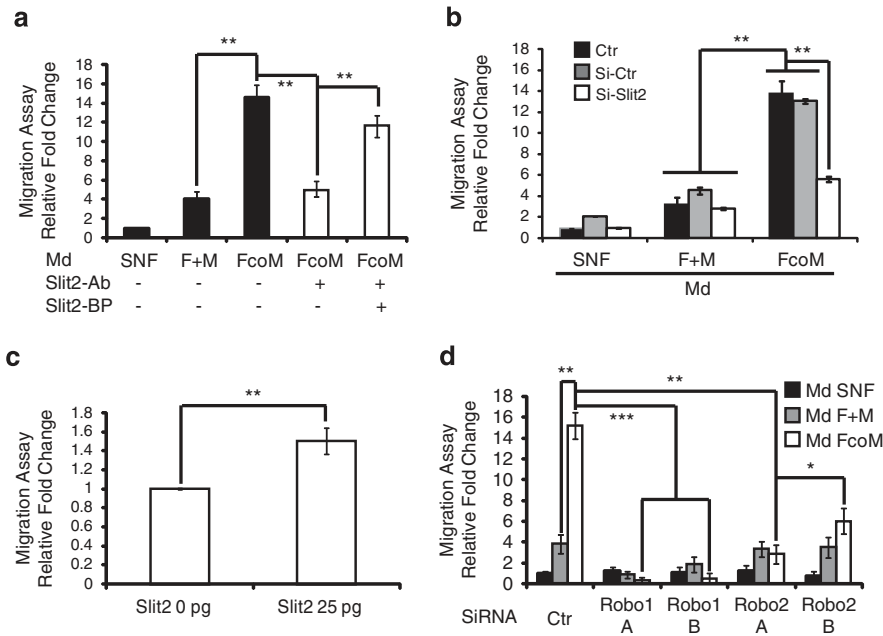 a
Migration Assay
Relative Fold Change
18
16
14
12
10
8
6
4
2
0
**
**
**
Md SNF F+M FcoM FcoM FcoM
Slit2-Ab - - - + +
Slit2-BP - - - - +
b
Migration Assay
Relative Fold Change
18
16
14
12
10
8
6
4
2
0
Ctr
Si-Ctr
Si-Slit2
**
**
SNF F+M FcoM
Md
c
Migration Assay
Relative Fold Change
1.8
1.6
1.4
1.2
1
0.8
0.6
0.4
0.2
0
**
Slit2 0 pg Slit2 25 pg
d
Migration Assay
Relative Fold Change
18
16
14
12
10
8
6
4
2
0
**
**
***
*
Md SNF
Md F+M
Md FcoM
SiRNA Ctr Robo1 Robo1 Robo2 Robo2
A B A B